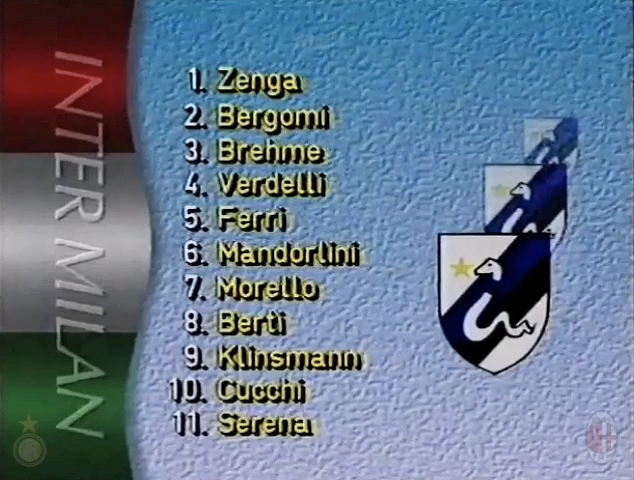 INTER MILAN
1. Zenga
2. Bergomi
3. Brehme
4. Verdelli
5. Ferri
6. Mandorlini
7. Morello
8. Berti
9. Klinsmann
10. Cucchi
11. Serena